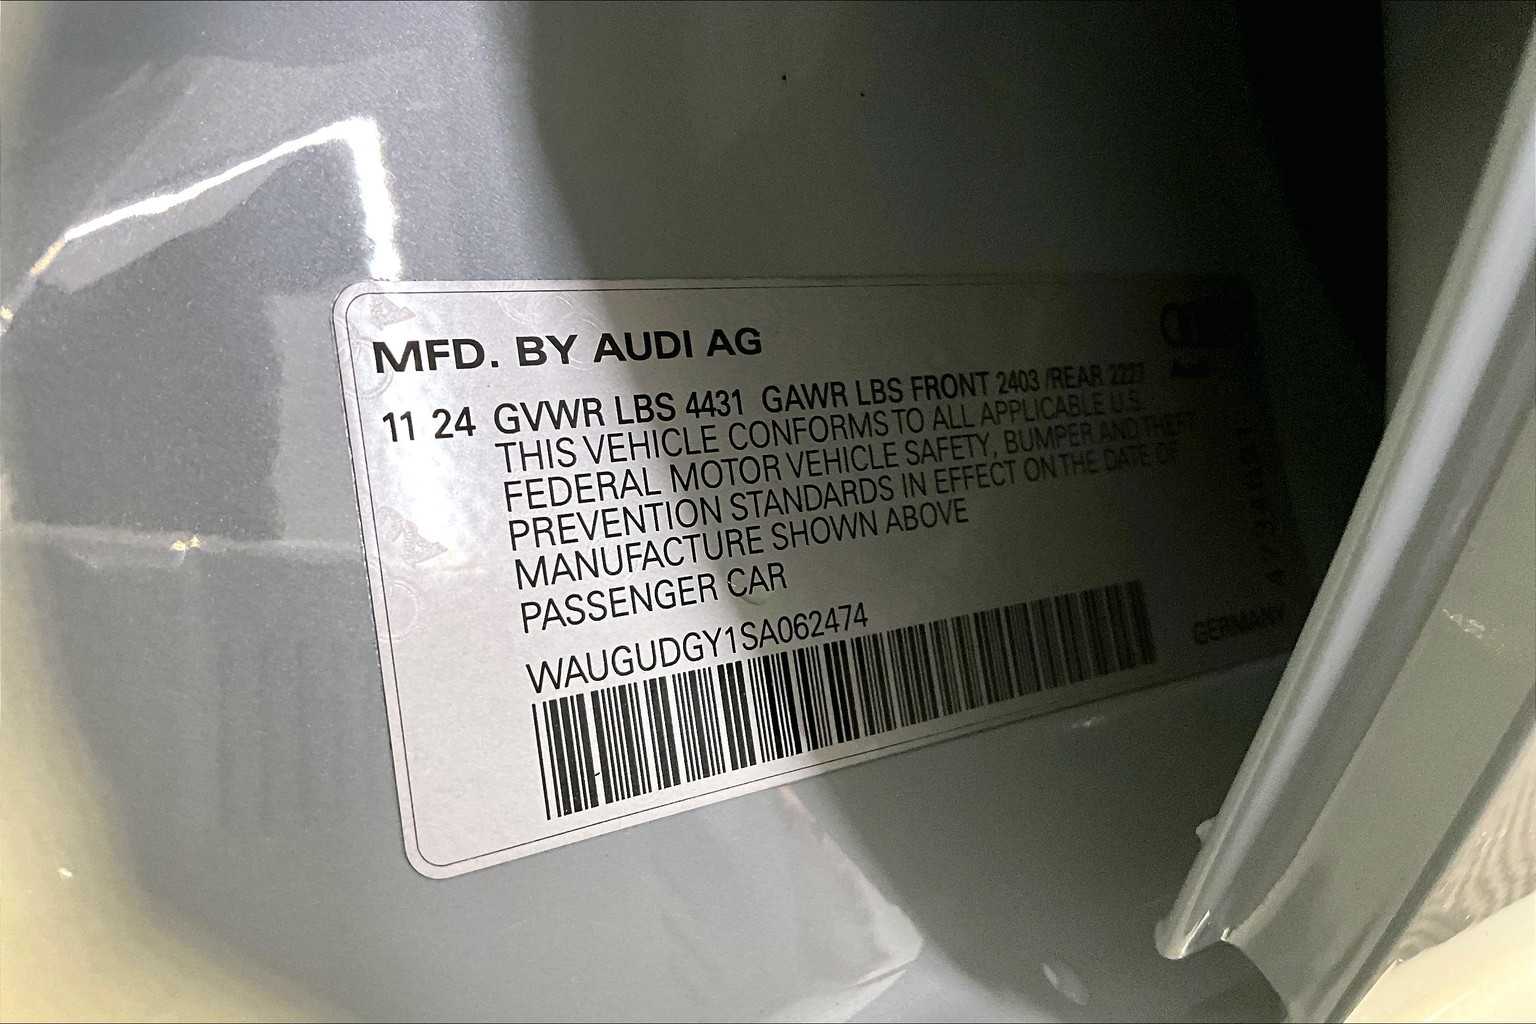 MFD. BY AUDI AG
11 24 GVWR LBS 4431 GAWR LBS FRONT 2403 /REAR 2227
THIS VEHICLE CONFORMS TO ALL APPLICABLE U.S.
FEDERAL MOTOR VEHICLE SAFETY, BUMPER AND THEFT
PREVENTION STANDARDS IN EFFECT ON THE DATE OF
MANUFACTURE SHOWN ABOVE
PASSENGER CAR
WAUGUDGY1SA062474
GERMANY